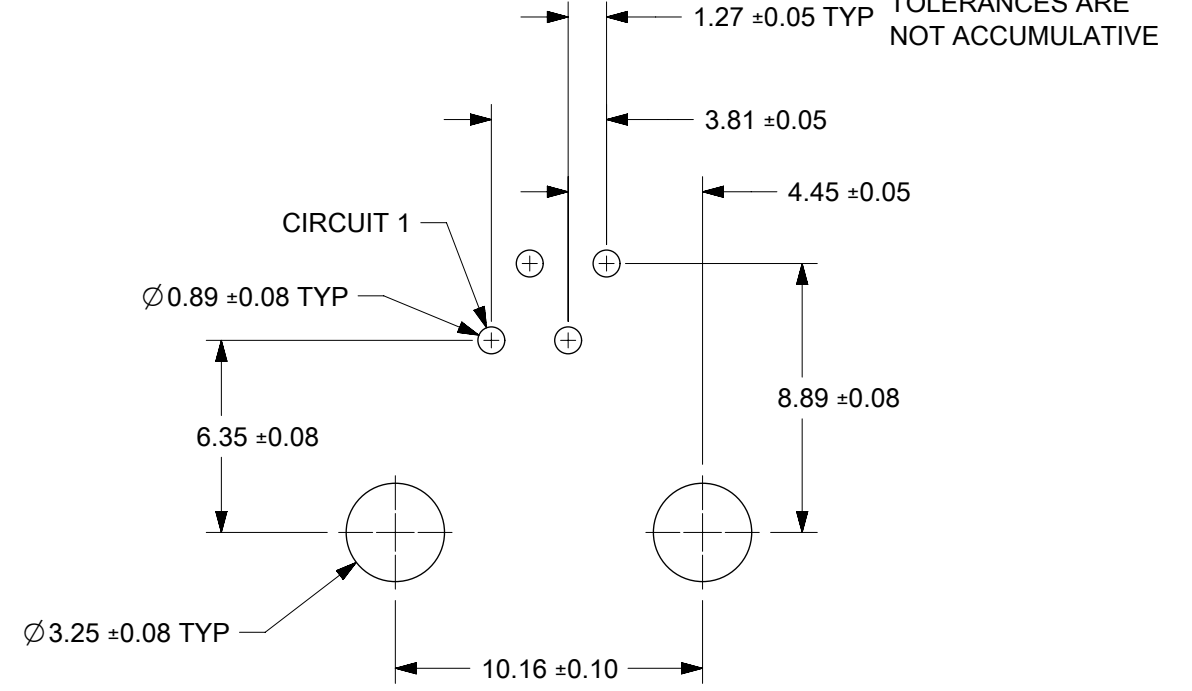 TOLERANCES ARE
NOT ACCUMULATIVE
1.27 ±0.05 TYP
3.81 ±0.05
4.45 ±0.05
CIRCUIT 1
∅0.89 ±0.08 TYP
8.89 ±0.08
6.35 ±0.08
∅3.25 ±0.08 TYP
10.16 ±0.10